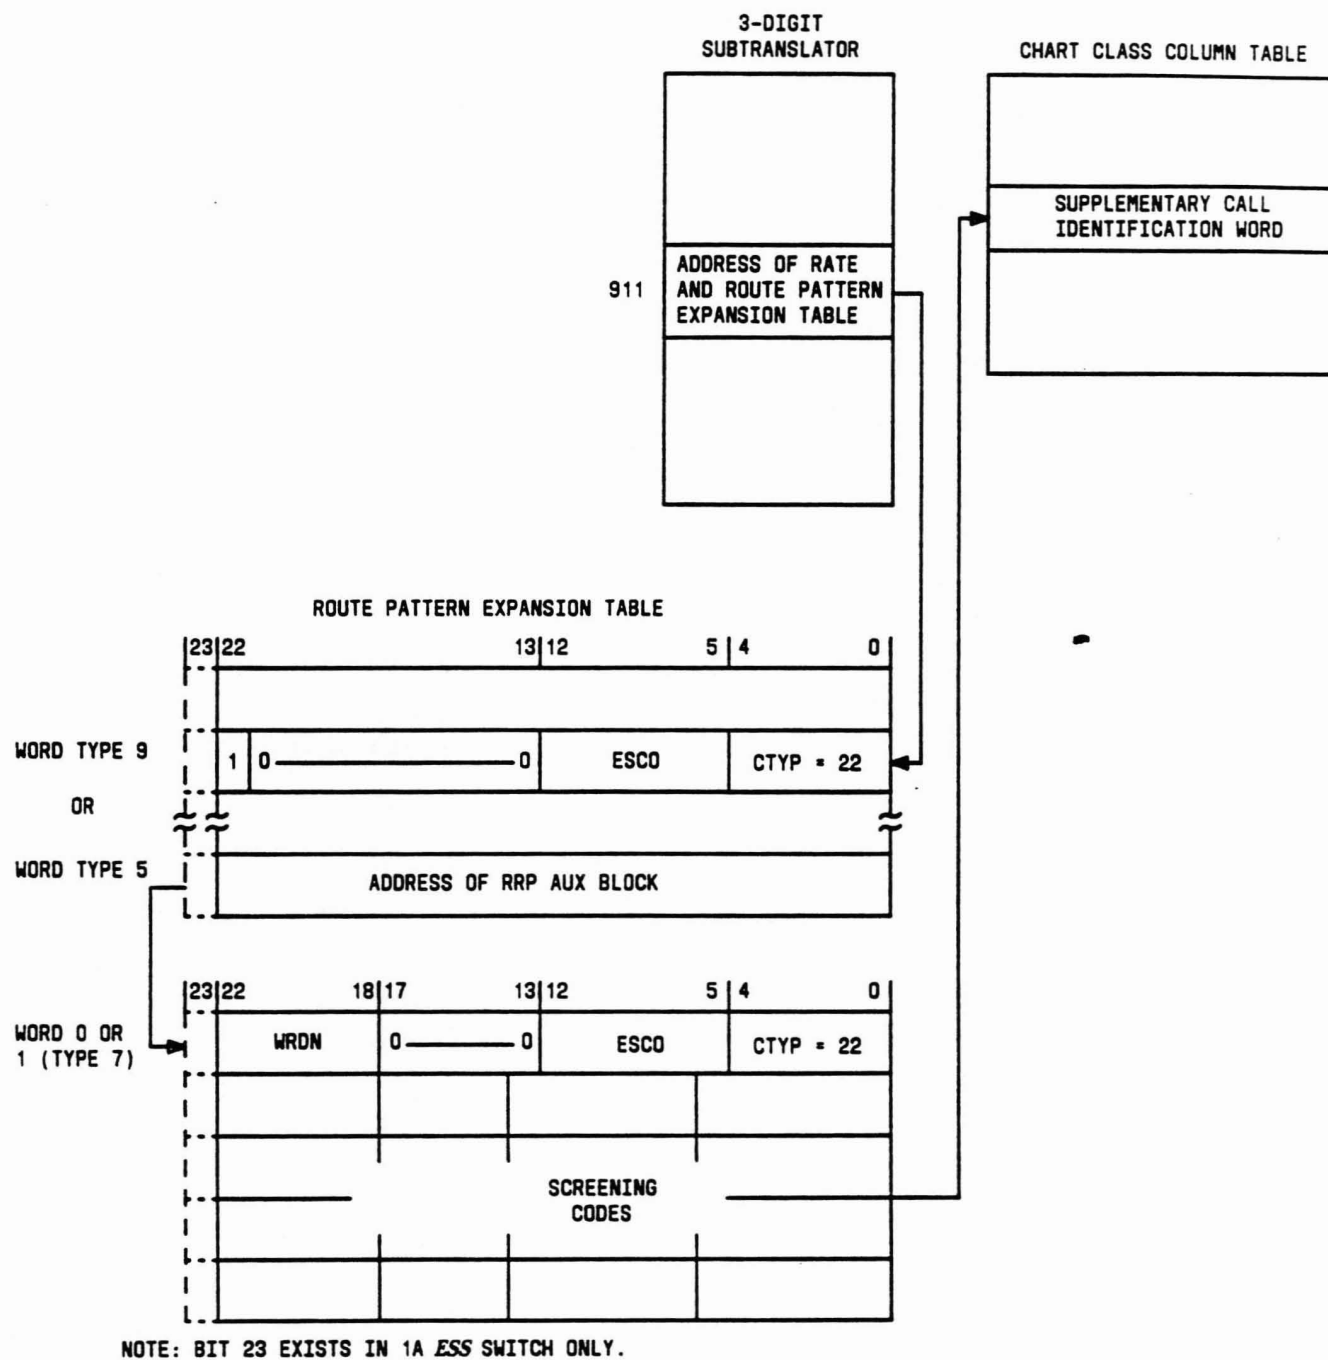 3-DIGIT
SUBTRANSLATOR
CHART CLASS COLUMN TABLE
SUPPLEMENTARY CALL
IDENTIFICATION WORD
911
ADDRESS OF RATE
AND ROUTE PATTERN
EXPANSION TABLE
ROUTE PATTERN EXPANSION TABLE
23 22 13 12 5 4 0
WORD TYPE 9
1 0 0 ESCO CTYP = 22
OR
WORD TYPE 5
ADDRESS OF RRP AUX BLOCK
23 22 18 17 13 12 5 4 0
WORD 0 OR
1 (TYPE 7)
WRDN 0 0 ESCO CTYP = 22
SCREENING
CODES
NOTE: BIT 23 EXISTS IN 1A ESS SWITCH ONLY.